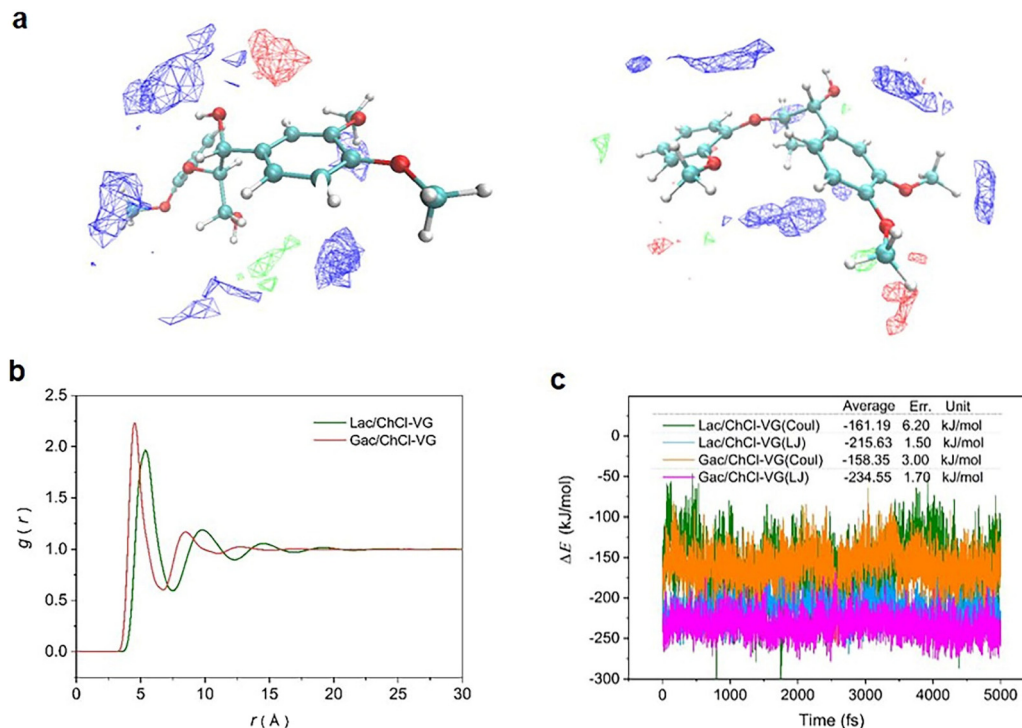 a
b
2.5
2.0
1.5
1.0
0.5
0.0
g(r)
Lac/ChCl-VG
Gac/ChCl-VG
0 5 10 15 20 25 30
r(Å)
c
Average Err. Unit
Lac/ChCl-VG(Coul) -161.19 6.20 kJ/mol
Lac/ChCl-VG(LJ) -215.63 1.50 kJ/mol
Gac/ChCl-VG(Coul) -158.35 3.00 kJ/mol
Gac/ChCl-VG(LJ) -234.55 1.70 kJ/mol
0
-50
-100
-150
-200
-250
-300
ΔE (kJ/mol)
0 1000 2000 3000 4000 5000
Time (fs)